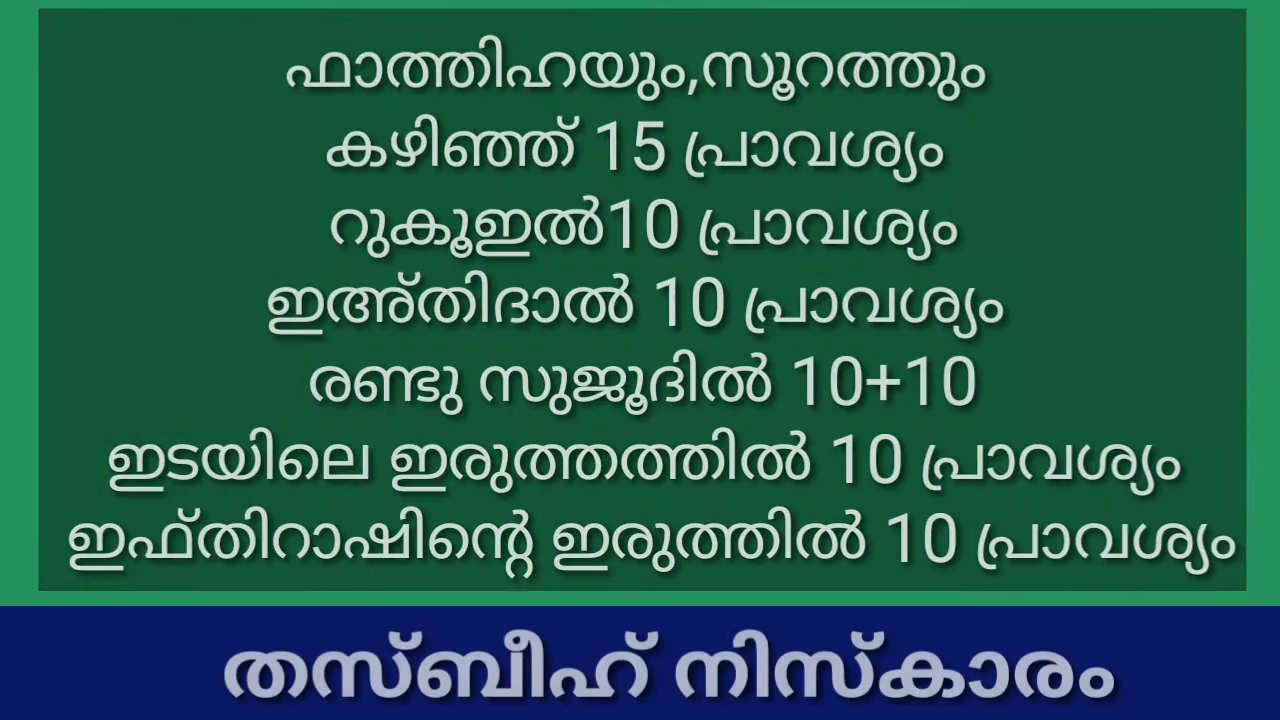 ഫാത്തിഹയും,സൂറത്തും
കഴിഞ്ഞ് 15 പ്രാവശ്യം
റുകൂഇൽ10 പ്രാവശ്യം
ഇഅ്തിദാൽ 10 പ്രാവശ്യം
രണ്ടു സുജൂദിൽ 10+10
ഇടയിലെ ഇരുത്തത്തിൽ 10 പ്രാവശ്യം
ഇഫ്തിറാഷിന്റെ ഇരുത്തിൽ 10 പ്രാവശ്യം
തസ്ബീഹ് നിസ്കാരം